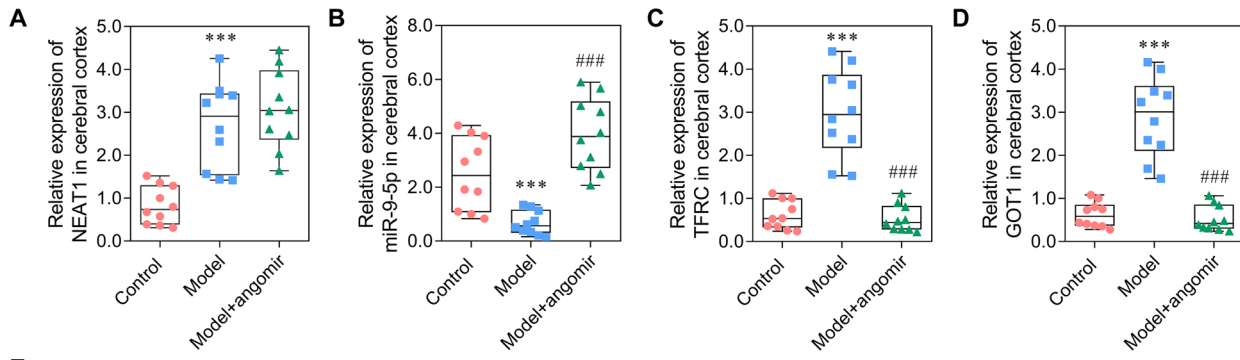 A
Relative expression of
NEAT1 in cerebral cortex
5.0
4.0
3.0
2.0
1.0
0.0
***
Control
Model
Model+angomir
B
Relative expression of
miR-9-5p in cerebral cortex
8.0
6.0
4.0
2.0
0.0
***
###
Control
Model
Model+angomir
C
Relative expression of
TFRC in cerebral cortex
5.0
4.0
3.0
2.0
1.0
0.0
***
###
Control
Model
Model+angomir
D
Relative expression of
GOT1 in cerebral cortex
5.0
4.0
3.0
2.0
1.0
0.0
***
###
Control
Model
Model+angomir